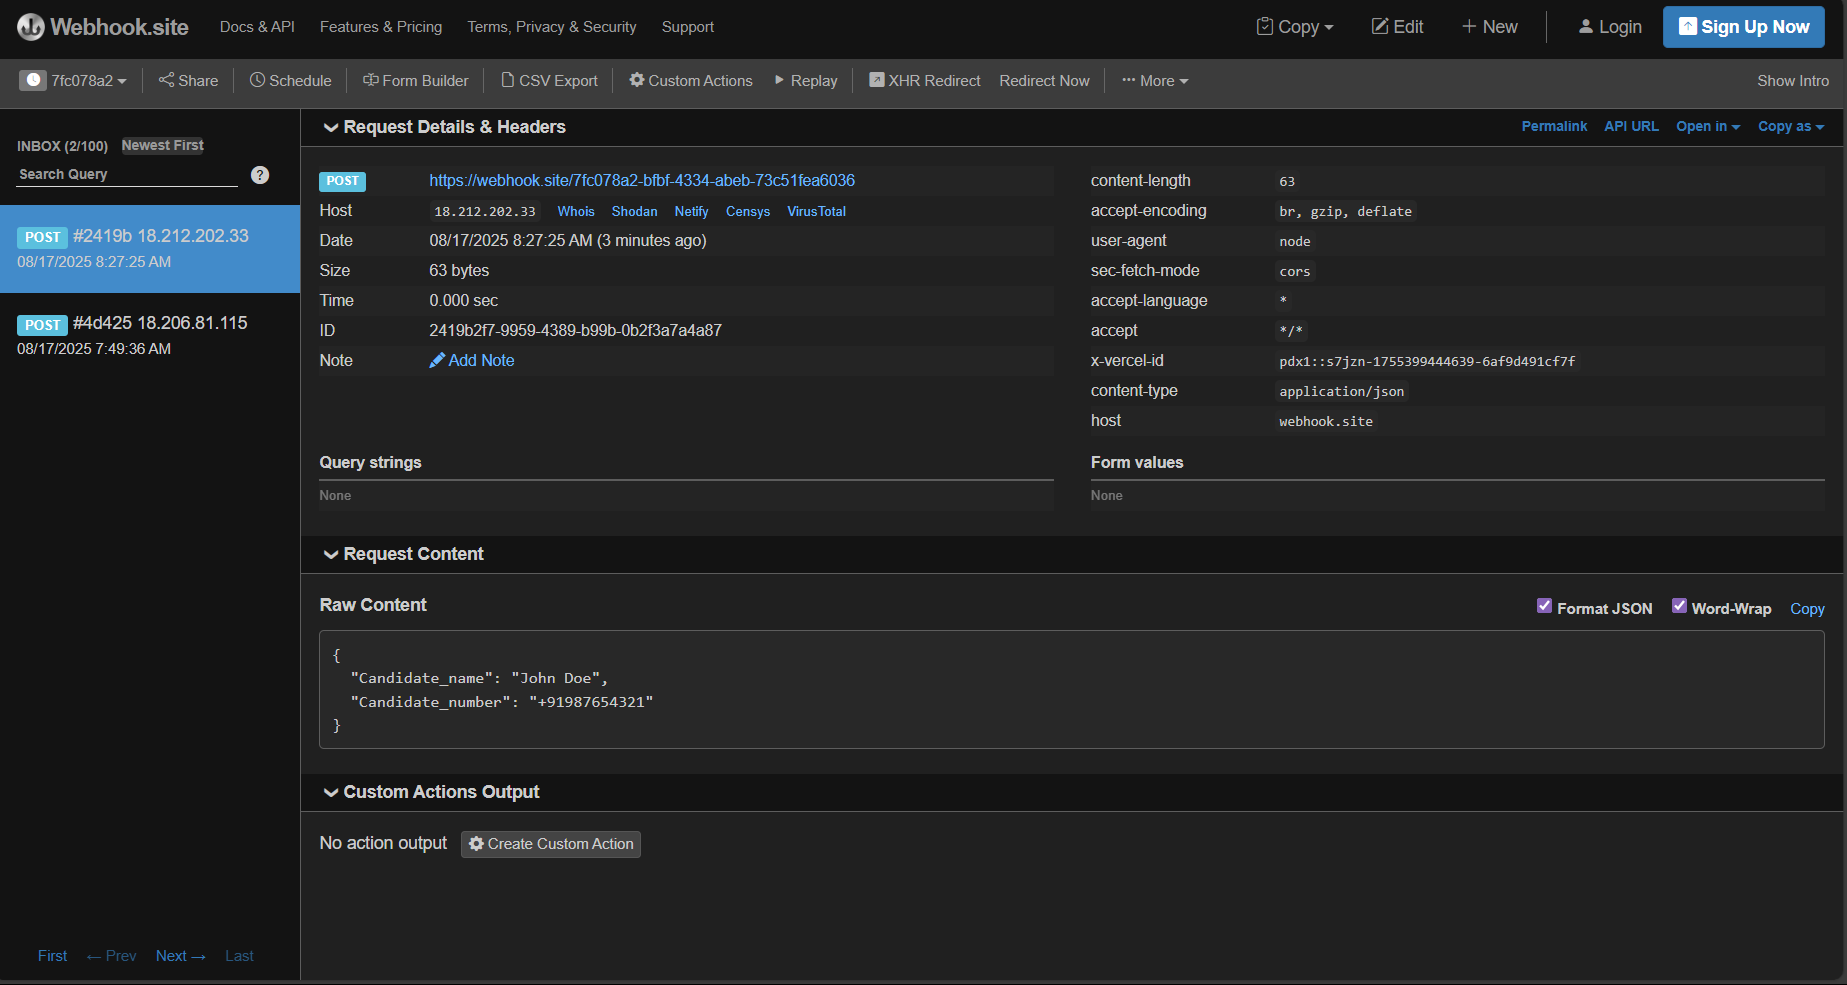 Webhook.site Docs & API Features & Pricing Terms, Privacy & Security Support Copy Edit New Login Sign Up Now
7fc078a2 Share Schedule Form Builder CSV Export Custom Actions Replay XHR Redirect Redirect Now More Show Intro
INBOX (2/100) Newest First
Search Query ?
POST #2419b 18.212.202.33
08/17/2025 8:27:25 AM
POST #4d425 18.206.81.115
08/17/2025 7:49:36 AM
First ← Prev Next → Last
Request Details & Headers Permalink API URL Open in Copy as
POST https://webhook.site/7fc078a2-bfbf-4334-abeb-73c51fea6036
Host 18.212.202.33 Whois Shodan Netify Censys VirusTotal
Date 08/17/2025 8:27:25 AM (3 minutes ago)
Size 63 bytes
Time 0.000 sec
ID 2419b2f7-9959-4389-b99b-0b2f3a7a4a87
Note Add Note
content-length 63
accept-encoding br, gzip, deflate
user-agent node
sec-fetch-mode cors
accept-language *
accept */*
x-vercel-id pdx1::s7jzn-1755399444639-6af9d491cf7f
content-type application/json
host webhook.site
Query strings
None
Form values
None
Request Content
Raw Content Format JSON Word-Wrap Copy
{
"Candidate_name": "John Doe",
"Candidate_number": "+91987654321"
}
Custom Actions Output
No action output Create Custom Action